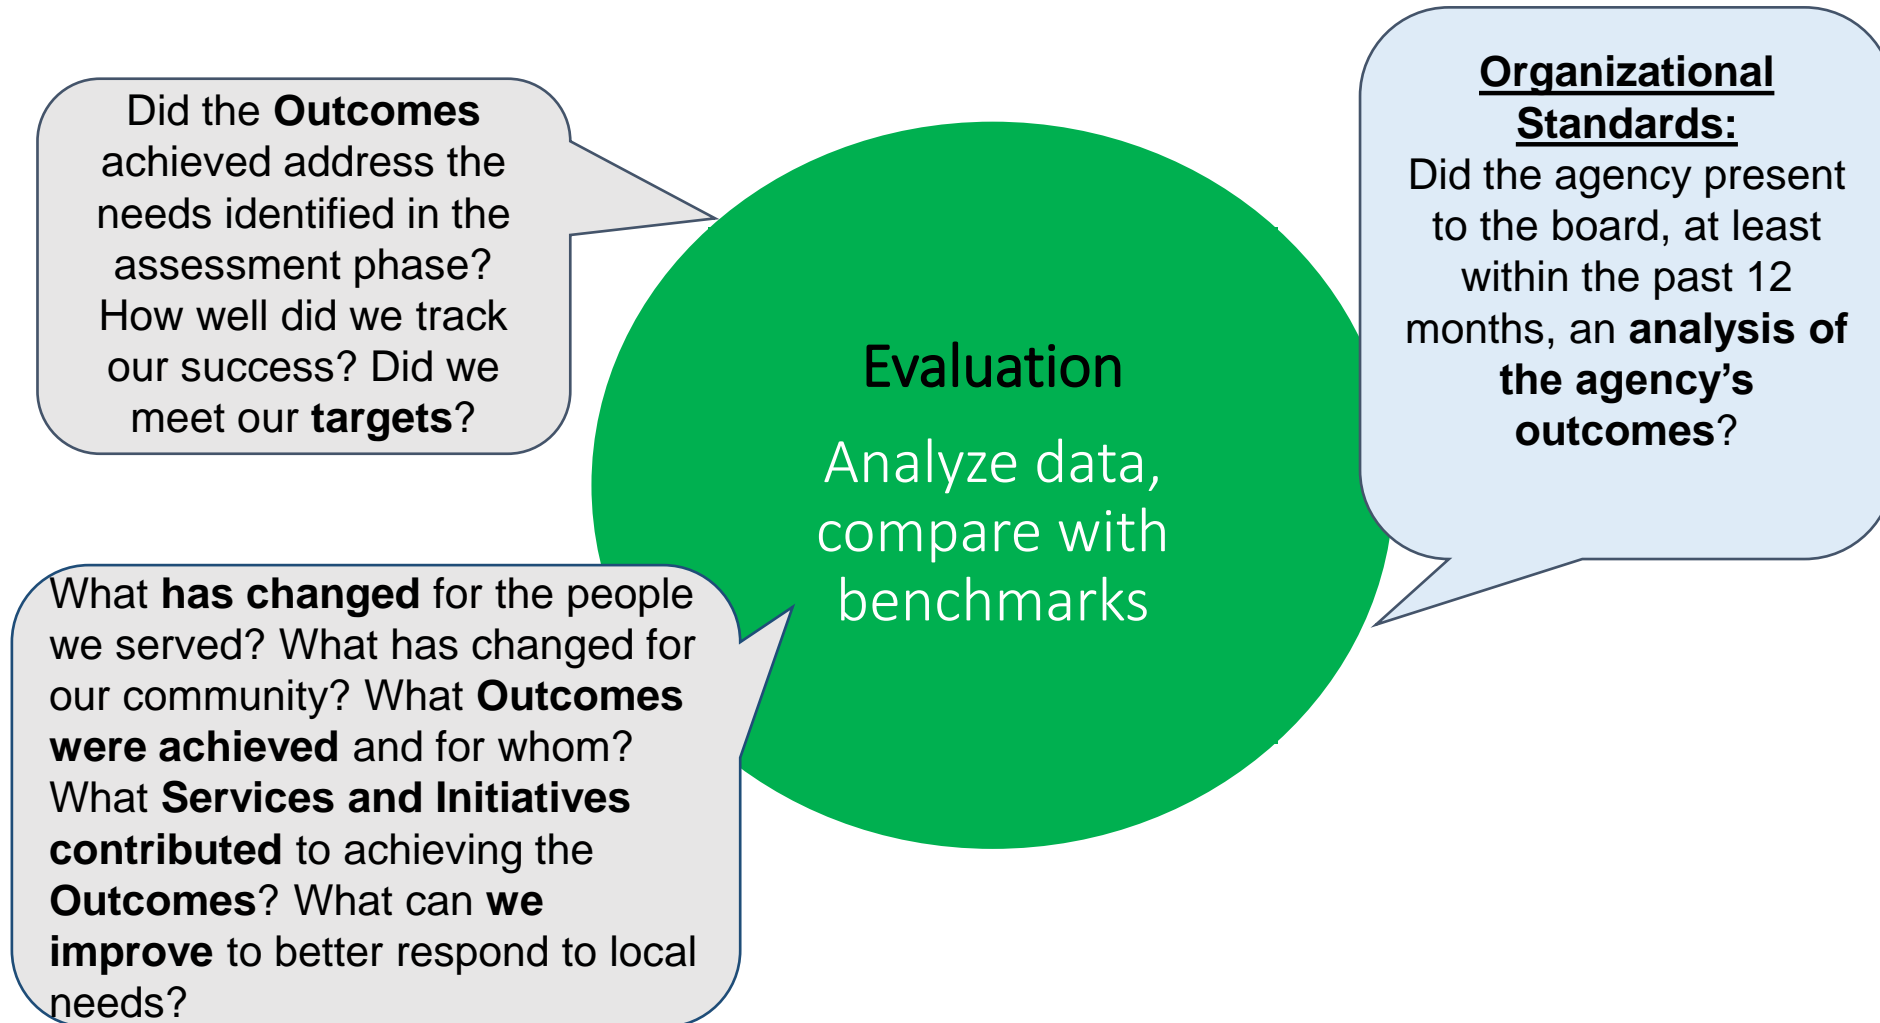 Did the Outcomes
achieved address the
needs identified in the
assessment phase?
How well did we track
our success? Did we
meet our targets?
Organizational
Standards:
Did the agency present
to the board, at least
within the past 12
months, an analysis of
the agency’s
outcomes?
Evaluation
Analyze data,
compare with
benchmarks
What has changed for the people
we served? What has changed for
our community? What Outcomes
were achieved and for whom?
What Services and Initiatives
contributed to achieving the
Outcomes? What can we
improve to better respond to local
needs?